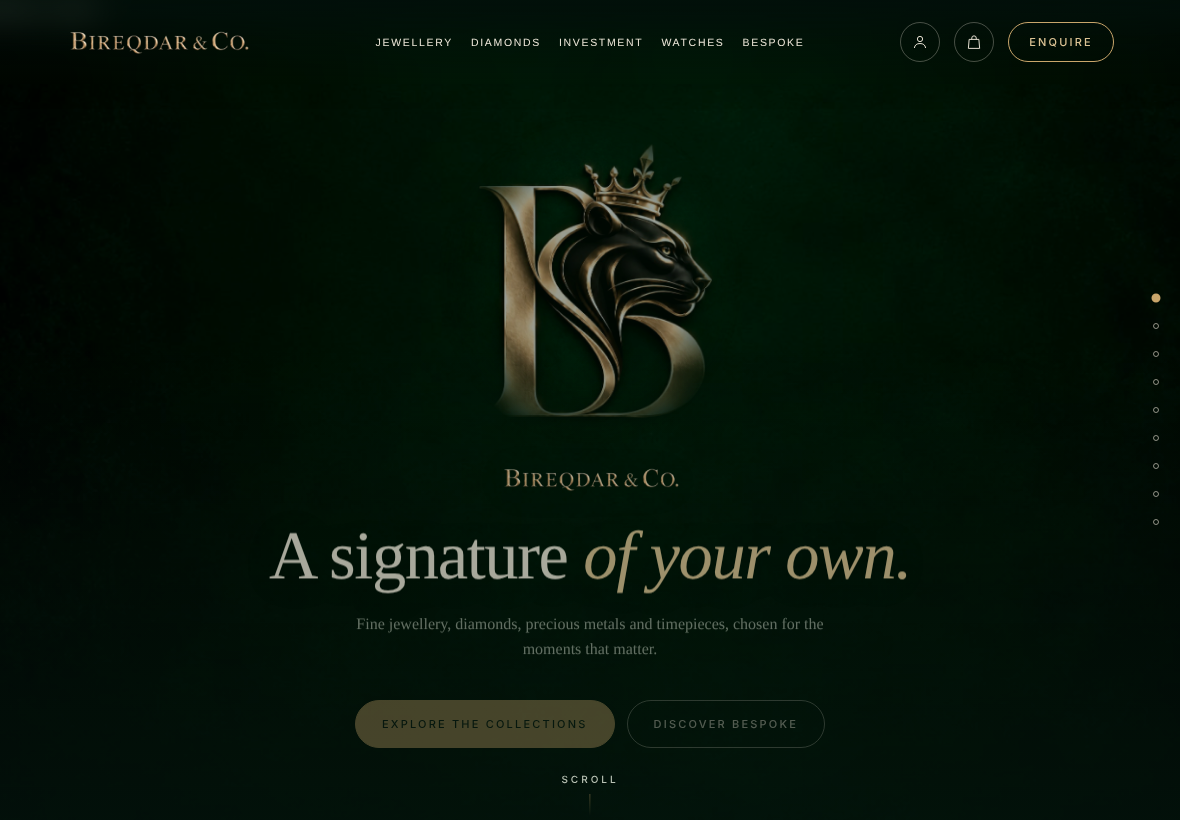 BIREQDAR & CO.
JEWELLERY DIAMONDS INVESTMENT WATCHES BESPOKE
ENQUIRE
B
BIREQDAR & CO.
A signature of your own.
Fine jewellery, diamonds, precious metals and timepieces, chosen for the
moments that matter.
EXPLORE THE COLLECTIONS
DISCOVER BESPOKE
SCROLL